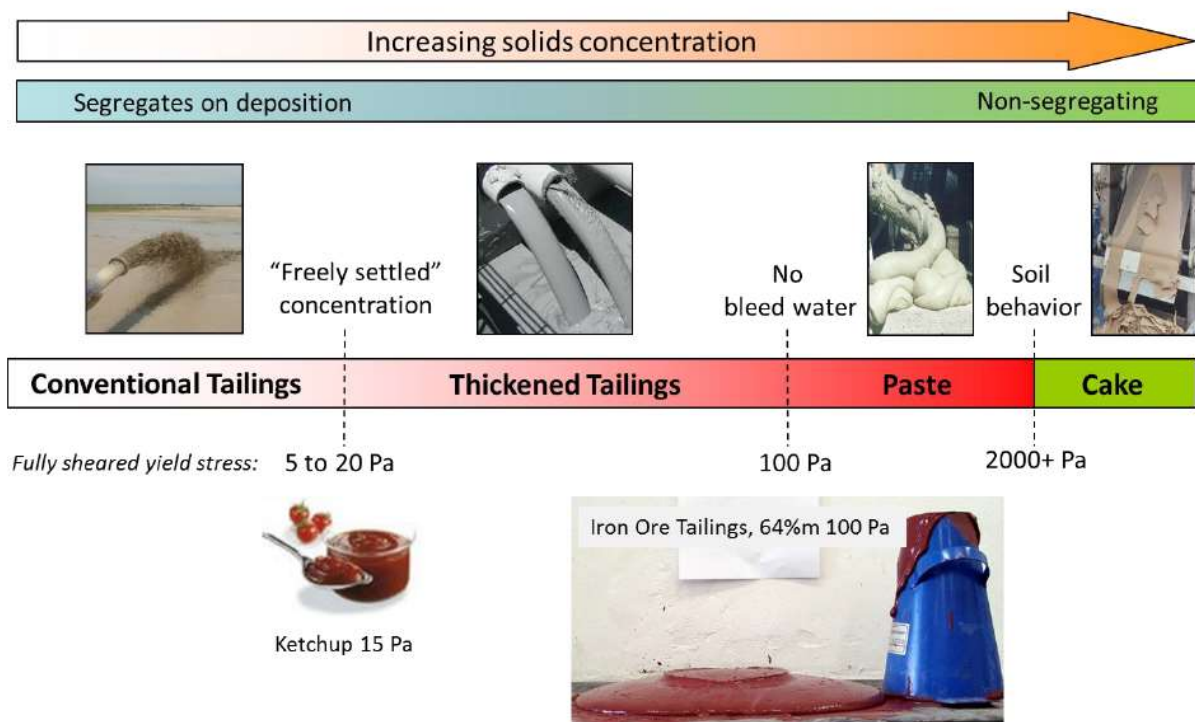 Increasing solids concentration
Segregates on deposition
Non-segregating
“Freely settled”
concentration
No
bleed water
Soil
behavior
Conventional Tailings
Thickened Tailings
Paste
Cake
Fully sheared yield stress:
5 to 20 Pa
100 Pa
2000+ Pa
Iron Ore Tailings, 64%m 100 Pa
Ketchup 15 Pa